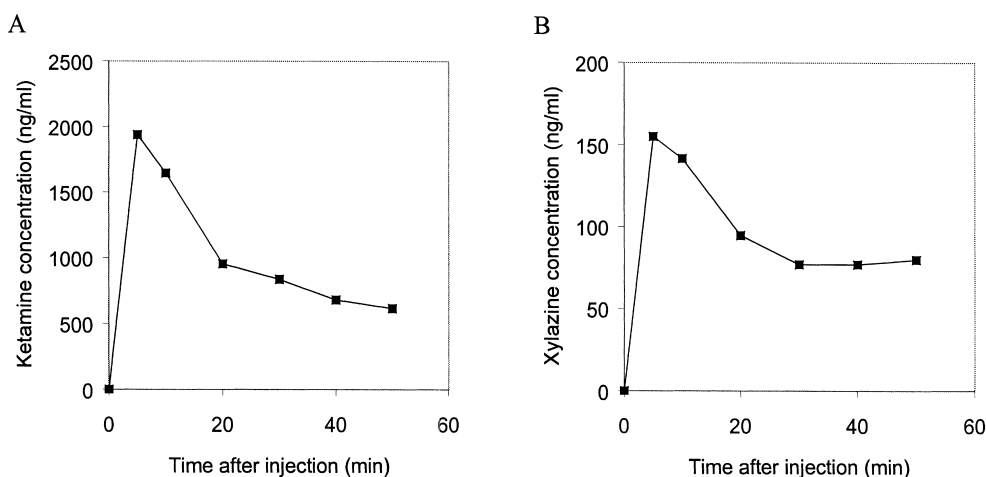 A
Ketamine concentration (ng/ml)
2500
2000
1500
1000
500
0
0 20 40 60
Time after injection (min)
B
Xylazine concentration (ng/ml)
200
150
100
50
0
0 20 40 60
Time after injection (min)